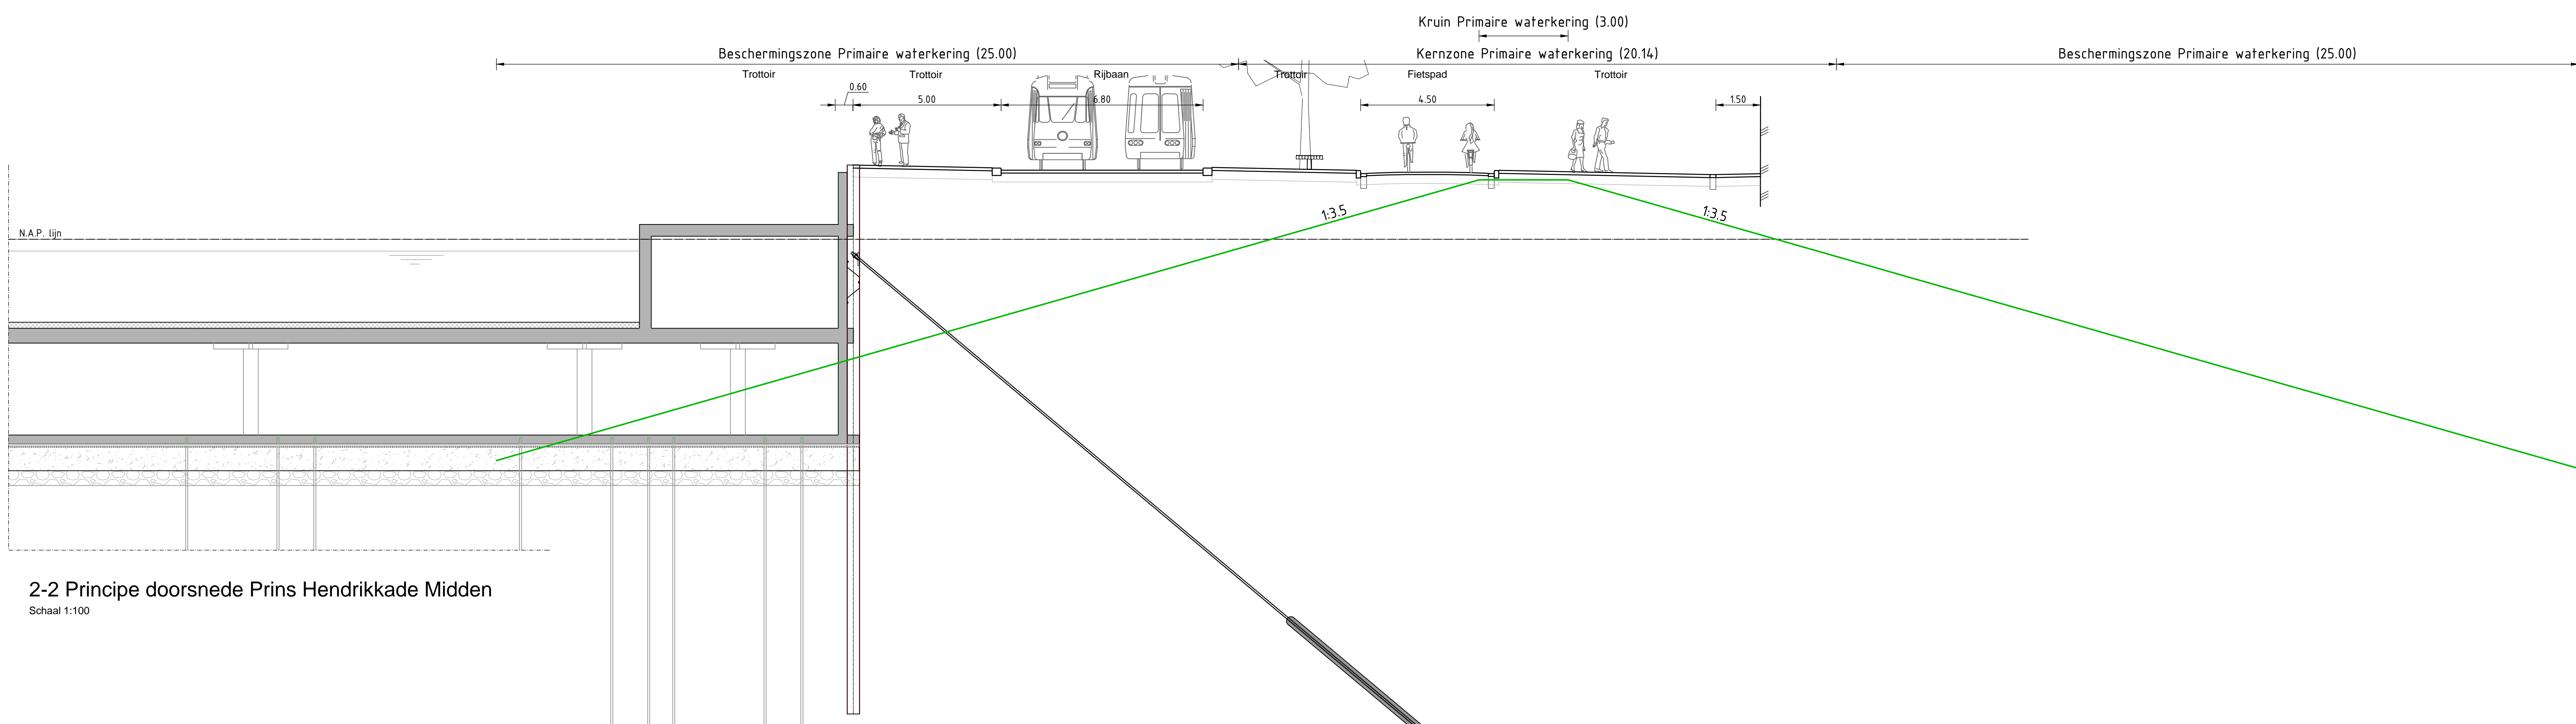 Kruin Primaire waterkering (3.00)
Beschermingszone Primaire waterkering (25.00)
Kernzone Primaire waterkering (20.14)
Beschermingszone Primaire waterkering (25.00)
Trottoir
Trottoir
Rijbaan
Trottoir
Fietspad
Trottoir
0.60
5.00
6.80
4.50
1.50
1:3.5
1:3.5
N.A.P. lijn
2-2 Principe doorsnede Prins Hendrikkade Midden
Schaal 1:100